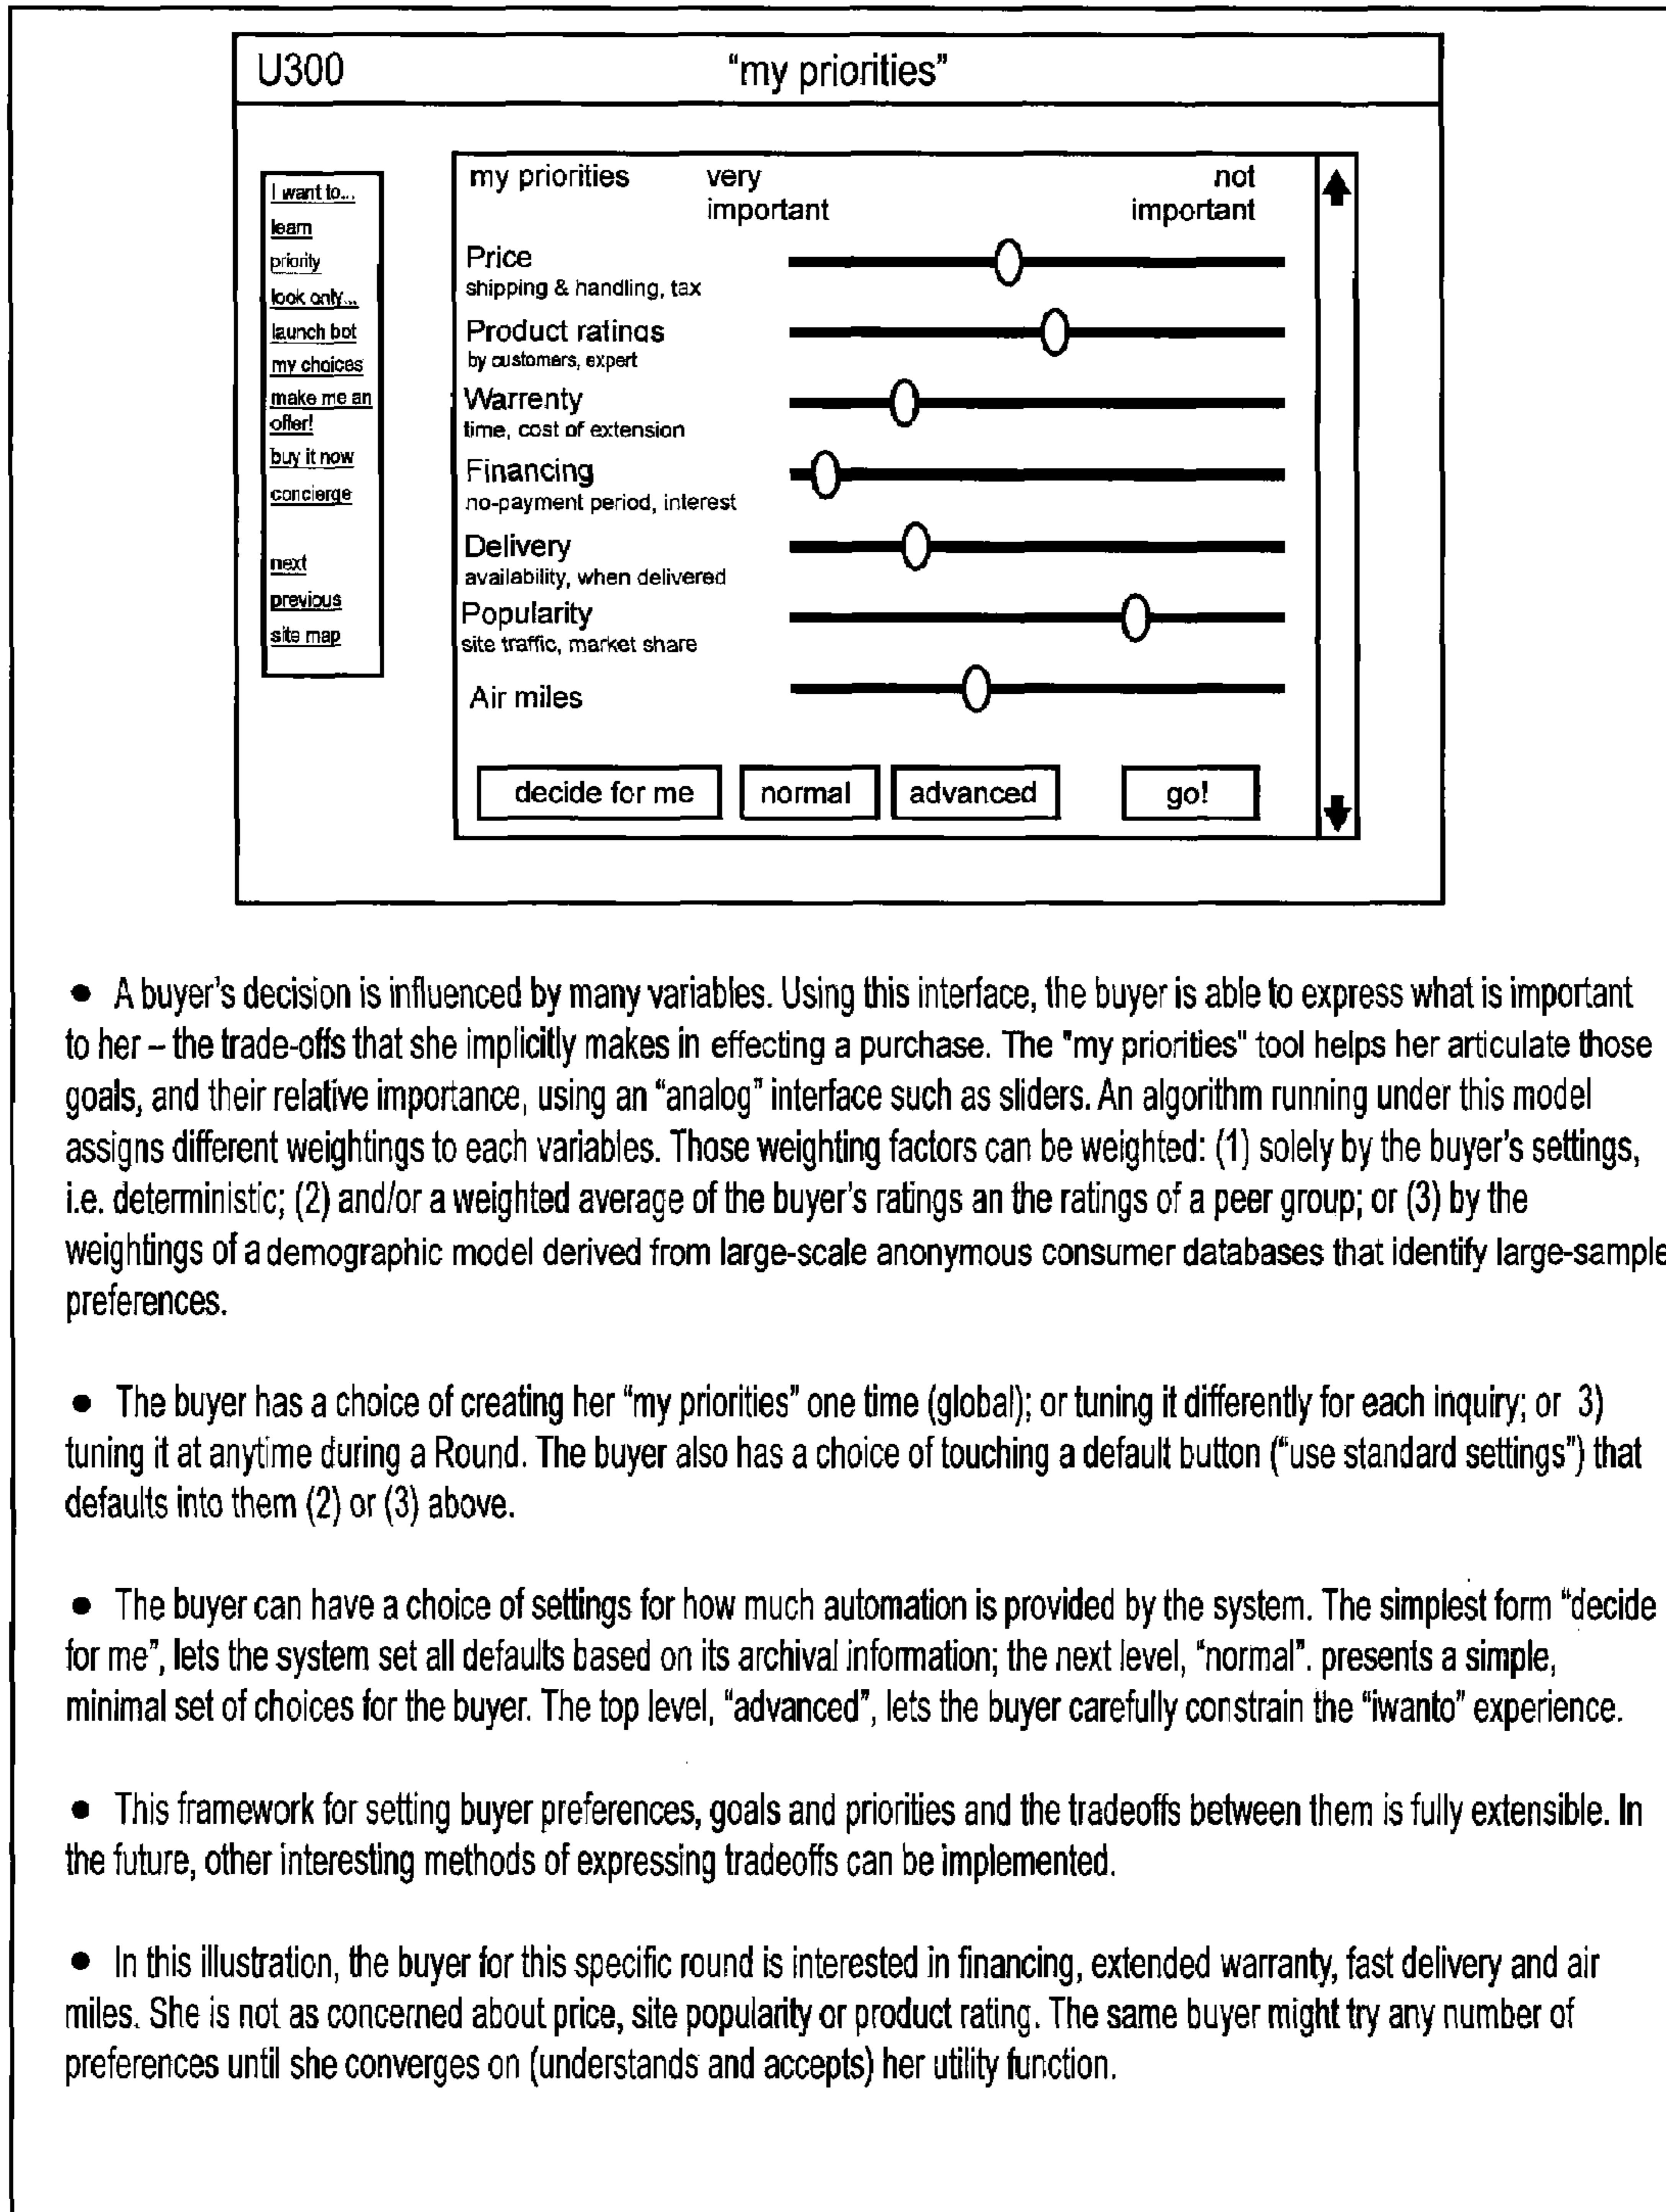 U300
"my priorities"
I want to...
learn
priority
look only...
launch bot
my choices
make me an
offer!
buy it now
concierge
next
previous
site map
my priorities
very
important
not
important
Price
shipping & handling, tax
Product ratings
by customers, expert
Warrenty
time, cost of extension
Financing
no-payment period, interest
Delivery
availability, when delivered
Popularity
site traffic, market share
Air miles
decide for me
normal
advanced
go!
• A buyer's decision is influenced by many variables. Using this interface, the buyer is able to express what is important
to her – the trade-offs that she implicitly makes in effecting a purchase. The "my priorities" tool helps her articulate those
goals, and their relative importance, using an "analog" interface such as sliders. An algorithm running under this model
assigns different weightings to each variables. Those weighting factors can be weighted: (1) solely by the buyer's settings,
i.e. deterministic; (2) and/or a weighted average of the buyer's ratings an the ratings of a peer group; or (3) by the
weightings of a demographic model derived from large-scale anonymous consumer databases that identify large-sample
preferences.
• The buyer has a choice of creating her "my priorities" one time (global); or tuning it differently for each inquiry; or 3)
tuning it at anytime during a Round. The buyer also has a choice of touching a default button ("use standard settings") that
defaults into them (2) or (3) above.
• The buyer can have a choice of settings for how much automation is provided by the system. The simplest form "decide
for me", lets the system set all defaults based on its archival information; the next level, "normal". presents a simple,
minimal set of choices for the buyer. The top level, "advanced", lets the buyer carefully constrain the "iwanto" experience.
• This framework for setting buyer preferences, goals and priorities and the tradeoffs between them is fully extensible. In
the future, other interesting methods of expressing tradeoffs can be implemented.
• In this illustration, the buyer for this specific round is interested in financing, extended warranty, fast delivery and air
miles. She is not as concerned about price, site popularity or product rating. The same buyer might try any number of
preferences until she converges on (understands and accepts) her utility function.